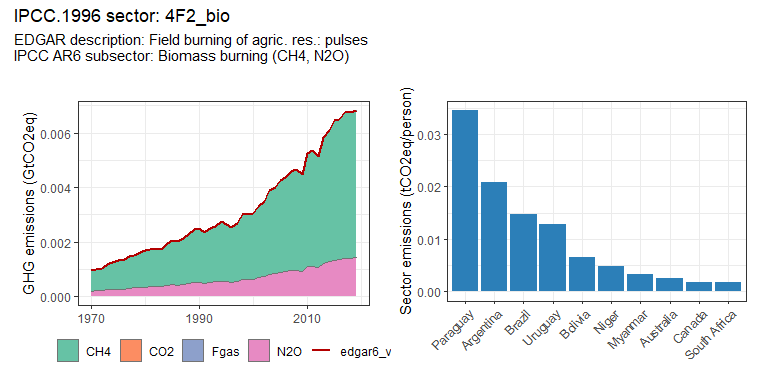 IPCC.1996 sector: 4F2_bio
EDGAR description: Field burning of agric. res.: pulses
IPCC AR6 subsector: Biomass burning (CH4, N2O)
GHG emissions (GtCO2eq)
0.006
0.004
0.002
0.000
1970
1990
2010
CH4
CO2
Fgas
N2O
edgar6_v
Sector emissions (tCO2eq/person)
0.03
0.02
0.01
0.00
Paraguay
Argentina
Brazil
Uruguay
Bolivia
Niger
Myanmar
Australia
Canada
South Africa